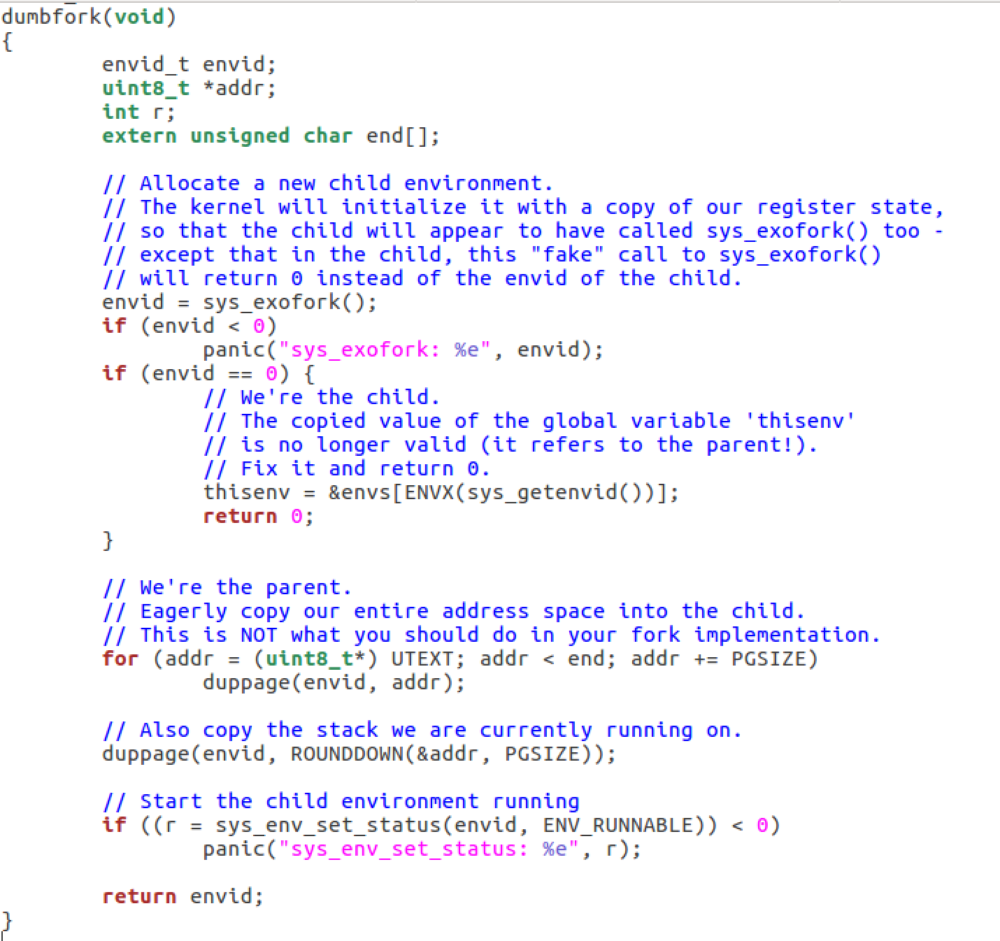 dumbfork(void)
{
        envid_t envid;
        uint8_t *addr;
        int r;
        extern unsigned char end[];

        // Allocate a new child environment.
        // The kernel will initialize it with a copy of our register state,
        // so that the child will appear to have called sys_exofork() too -
        // except that in the child, this "fake" call to sys_exofork()
        // will return 0 instead of the envid of the child.
        envid = sys_exofork();
        if (envid < 0)
                panic("sys_exofork: %e", envid);
        if (envid == 0) {
                // We're the child.
                // The copied value of the global variable 'thisenv'
                // is no longer valid (it refers to the parent!).
                // Fix it and return 0.
                thisenv = &envs[ENVX(sys_getenvid())];
                return 0;
        }

        // We're the parent.
        // Eagerly copy our entire address space into the child.
        // This is NOT what you should do in your fork implementation.
        for (addr = (uint8_t*) UTEXT; addr < end; addr += PGSIZE)
                duppage(envid, addr);

        // Also copy the stack we are currently running on.
        duppage(envid, ROUNDDOWN(&addr, PGSIZE));

        // Start the child environment running
        if ((r = sys_env_set_status(envid, ENV_RUNNABLE)) < 0)
                panic("sys_env_set_status: %e", r);

        return envid;
}